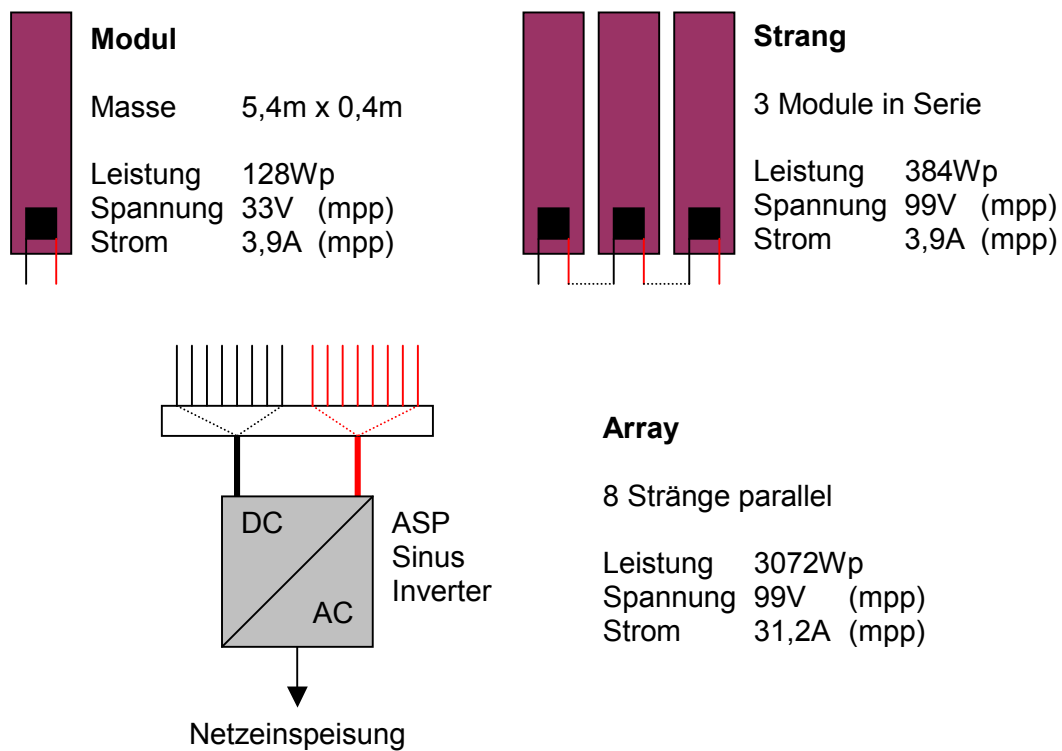 Modul
Masse 5,4m x 0,4m
Leistung 128Wp
Spannung 33V (mpp)
Strom 3,9A (mpp)
Strang
3 Module in Serie
Leistung 384Wp
Spannung 99V (mpp)
Strom 3,9A (mpp)
DC
AC
ASP
Sinus
Inverter
Netzeinspeisung
Array
8 Stränge parallel
Leistung 3072Wp
Spannung 99V (mpp)
Strom 31,2A (mpp)